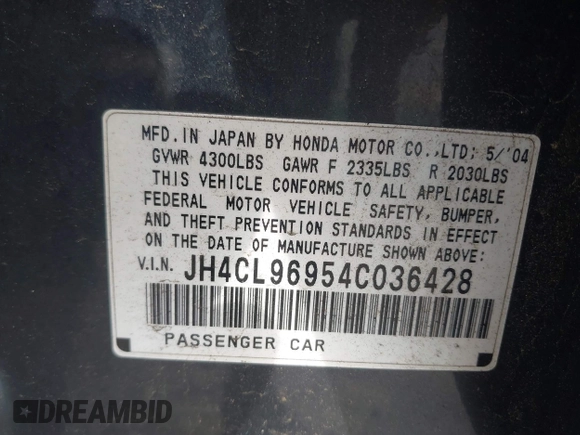 MFD. IN JAPAN BY HONDA MOTOR CO.,LTD; 5/'04
GVWR 4300LBS GAWR F 2335LBS R 2030LBS
THIS VEHICLE CONFORMS TO ALL APPLICABLE
FEDERAL MOTOR VEHICLE SAFETY, BUMPER,
AND THEFT PREVENTION STANDARDS IN EFFECT
ON THE DATE OF MANUFACTURE SHOWN ABOVE:
V.I.N. JH4CL96954C036428
PASSENGER CAR
DREAMBID